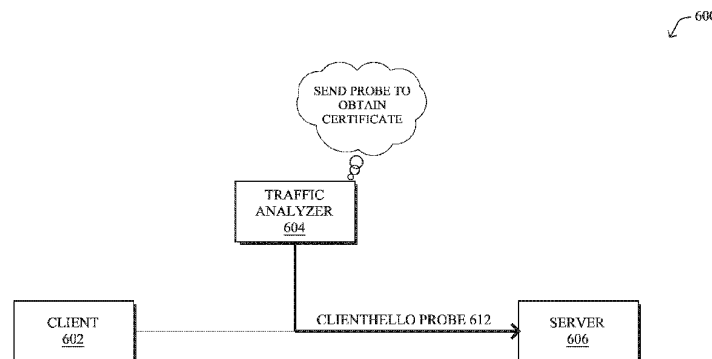 600
SEND PROBE TO
OBTAIN
CERTIFICATE
TRAFFIC
ANALYZER
604
CLIENTHELLO PROBE 612
CLIENT
602
SERVER
606